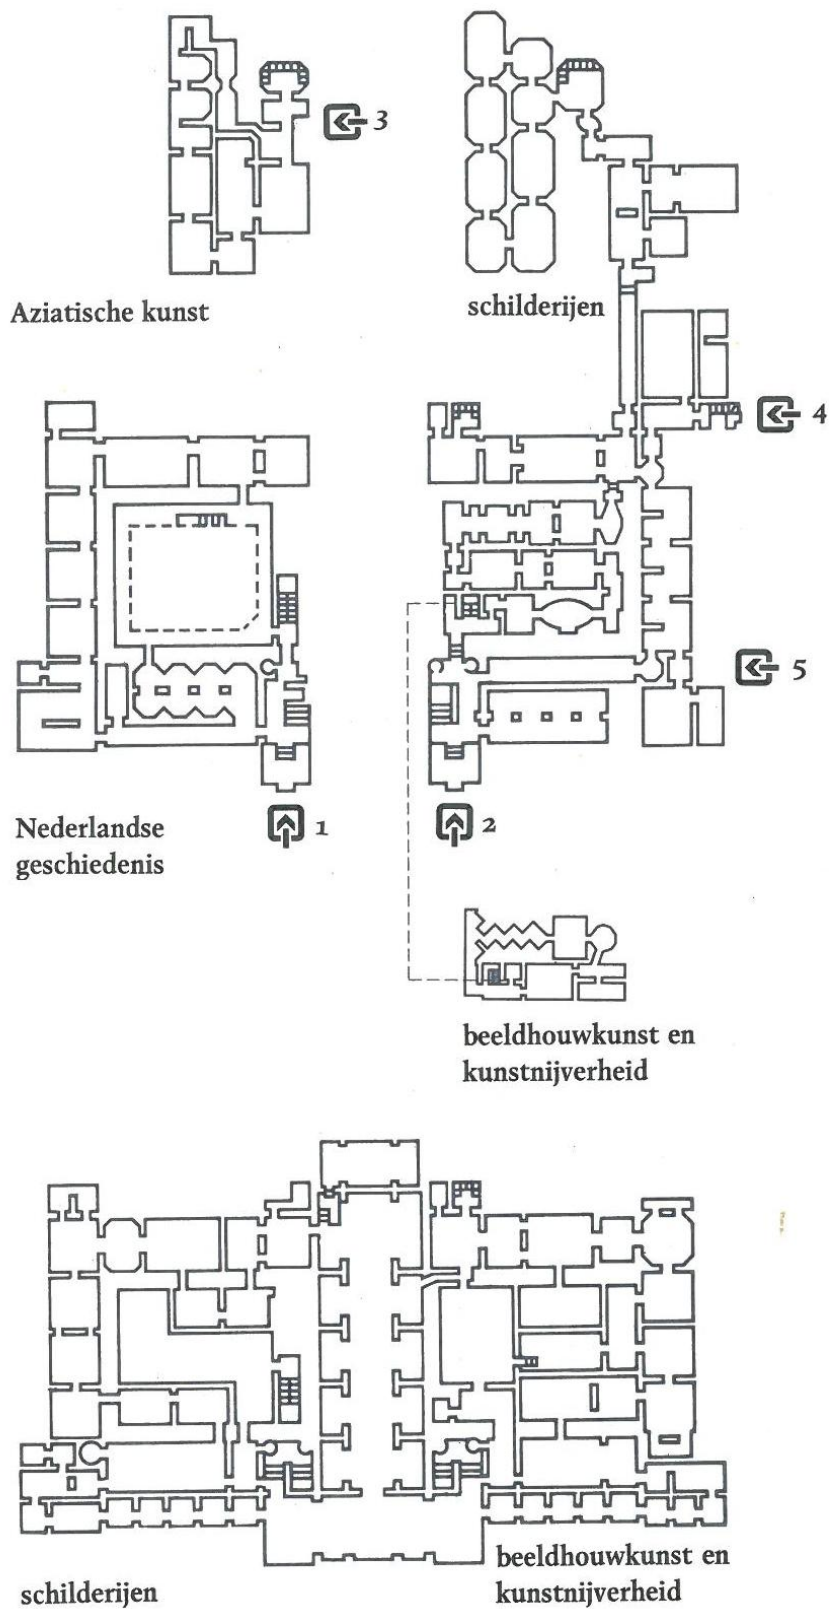 3
Aziatische kunst
schilderijen
4
5
Nederlandse
geschiedenis
1
2
beeldhouwkunst en
kunstnijverheid
schilderijen
beeldhouwkunst en
kunstnijverheid